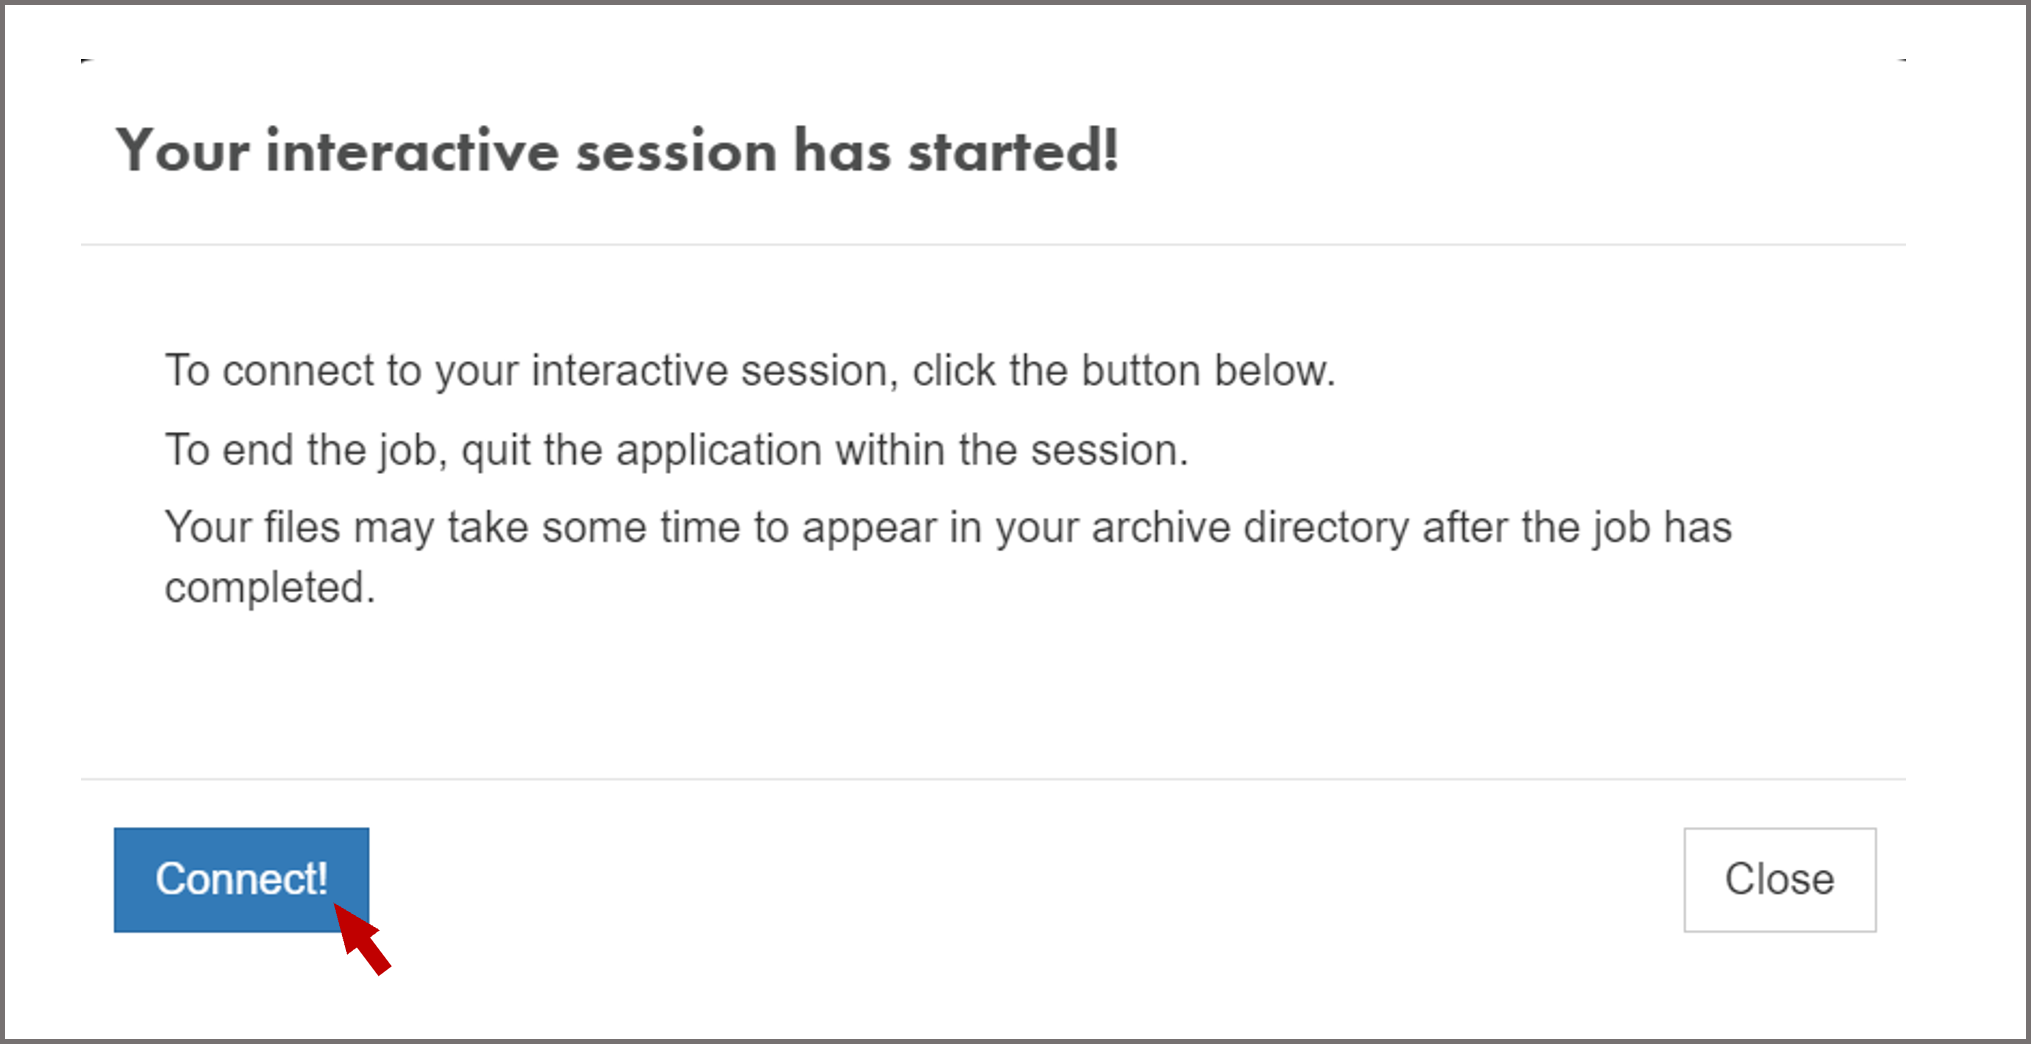 Your interactive session has started!
To connect to your interactive session, click the button below.
To end the job, quit the application within the session.
Your files may take some time to appear in your archive directory after the job has
completed.
Connect!
Close